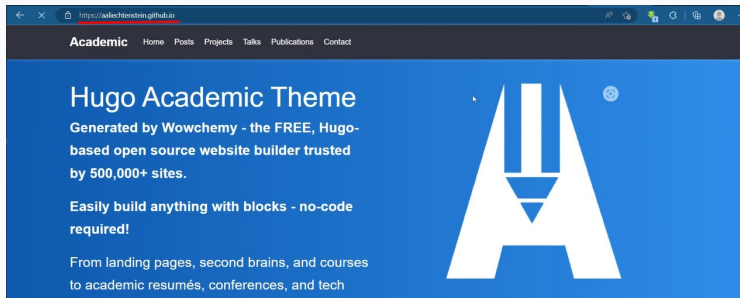 https://aaliechtenstein.github.io
Academic Home Posts Projects Talks Publications Contact
Hugo Academic Theme
Generated by Wowchemy - the FREE, Hugo-
based open source website builder trusted
by 500,000+ sites.
Easily build anything with blocks - no-code
required!
From landing pages, second brains, and courses
to academic resumés, conferences, and tech